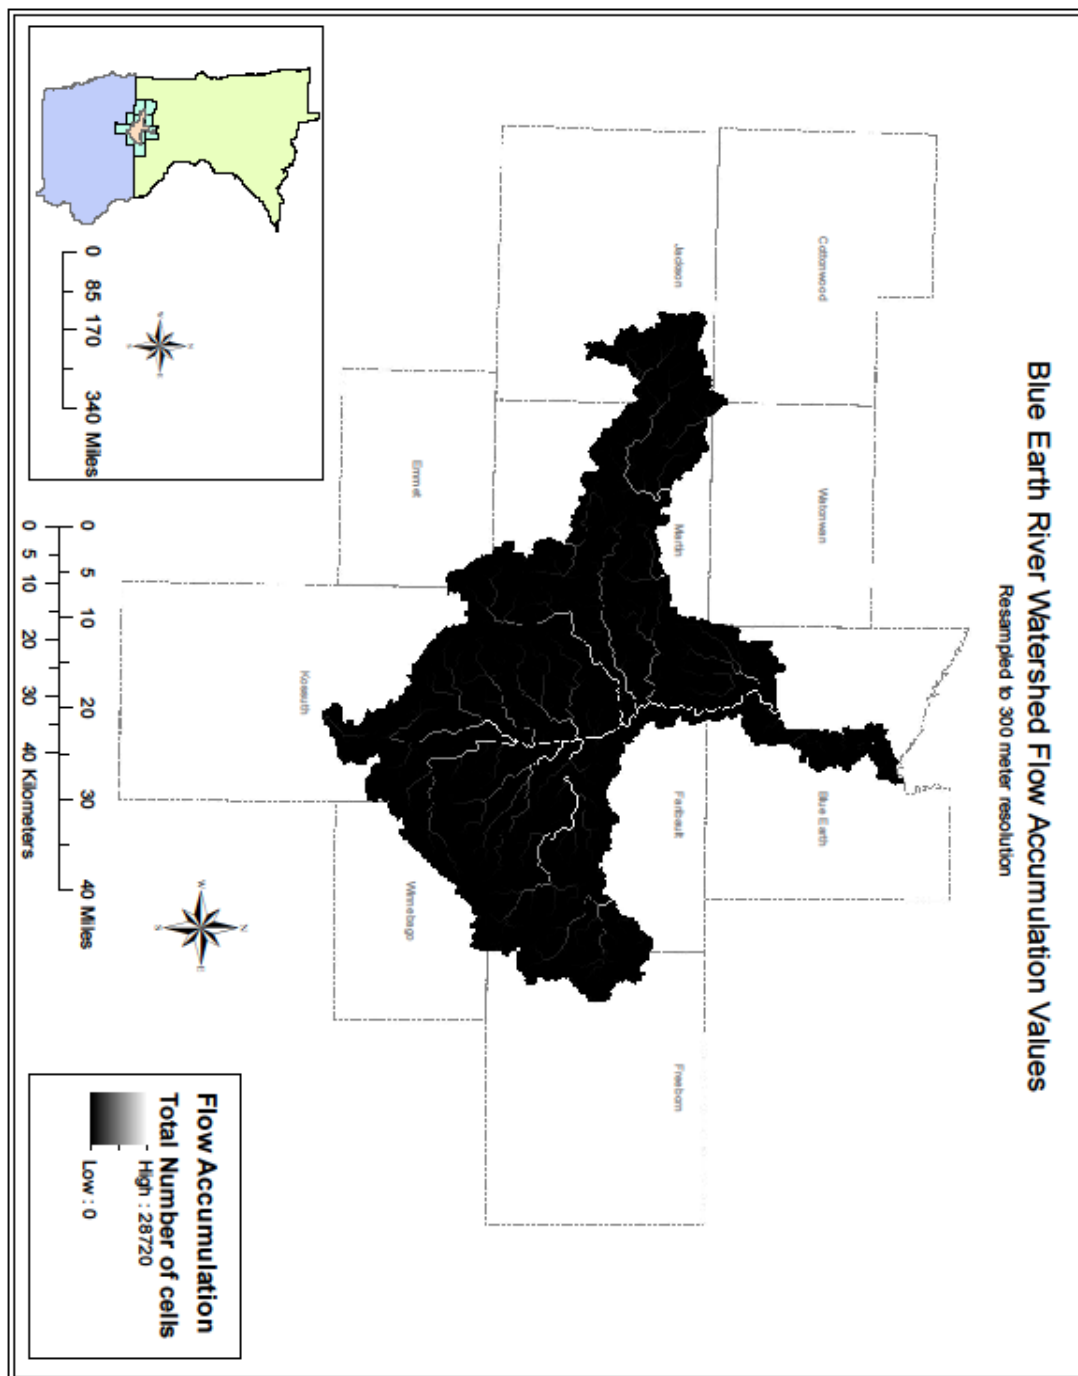 Blue Earth River Watershed Flow Accumulation Values
Resampled to 300 meter resolution
Cottonwood
Watonwan
Blue Earth
Jackson
Martin
Faribault
Freeborn
Emmet
Winnebago
Kossuth
N
W
E
S
0 85 170 340 Miles
0 5 10 20 30 40 Miles
0 5 10 20 30 40 Kilometers
N
W
E
S
Flow Accumulation
Total Number of cells
High : 28720
Low : 0